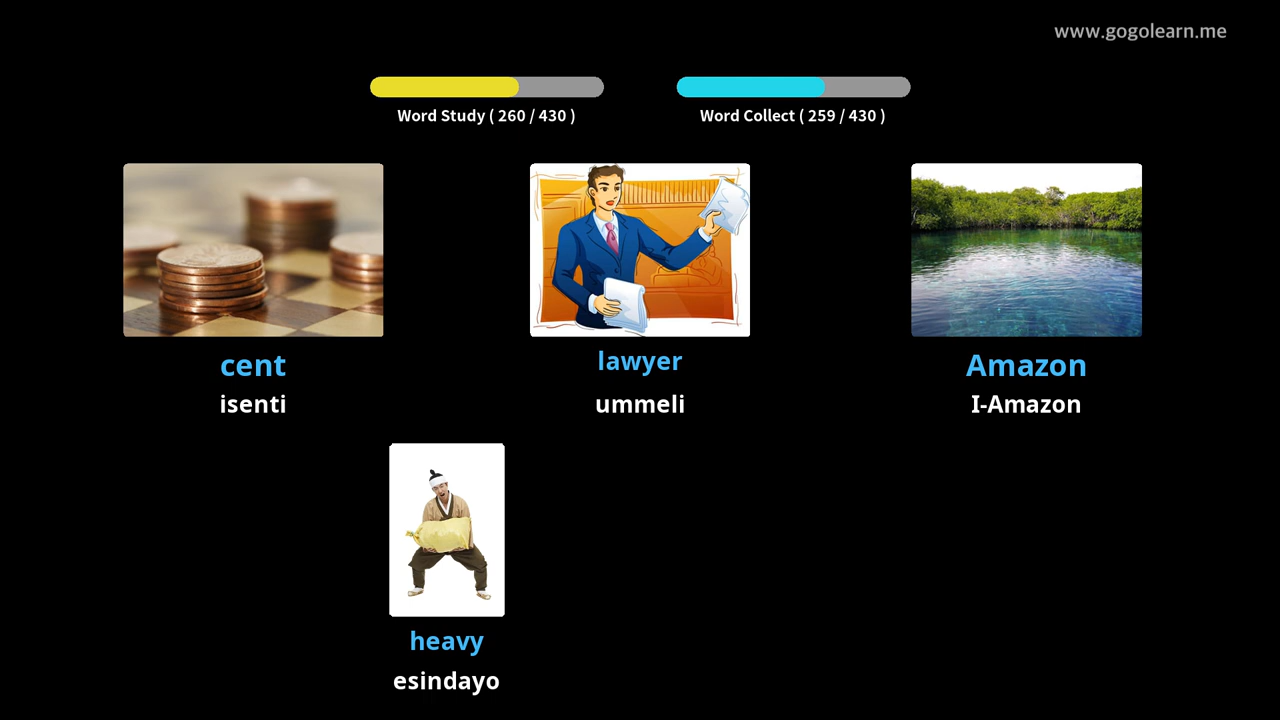 www.gogolearn.me
Word Study ( 260 / 430 )
Word Collect ( 259 / 430 )
cent
isenti
lawyer
ummeli
Amazon
I-Amazon
heavy
esindayo